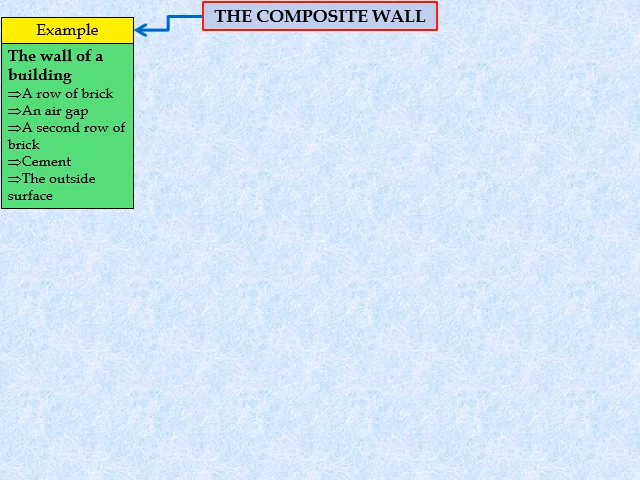 THE COMPOSITE WALL
Example
The wall of a
building
⇒A row of brick
⇒An air gap
⇒A second row of
brick
⇒Cement
⇒The outside
surface